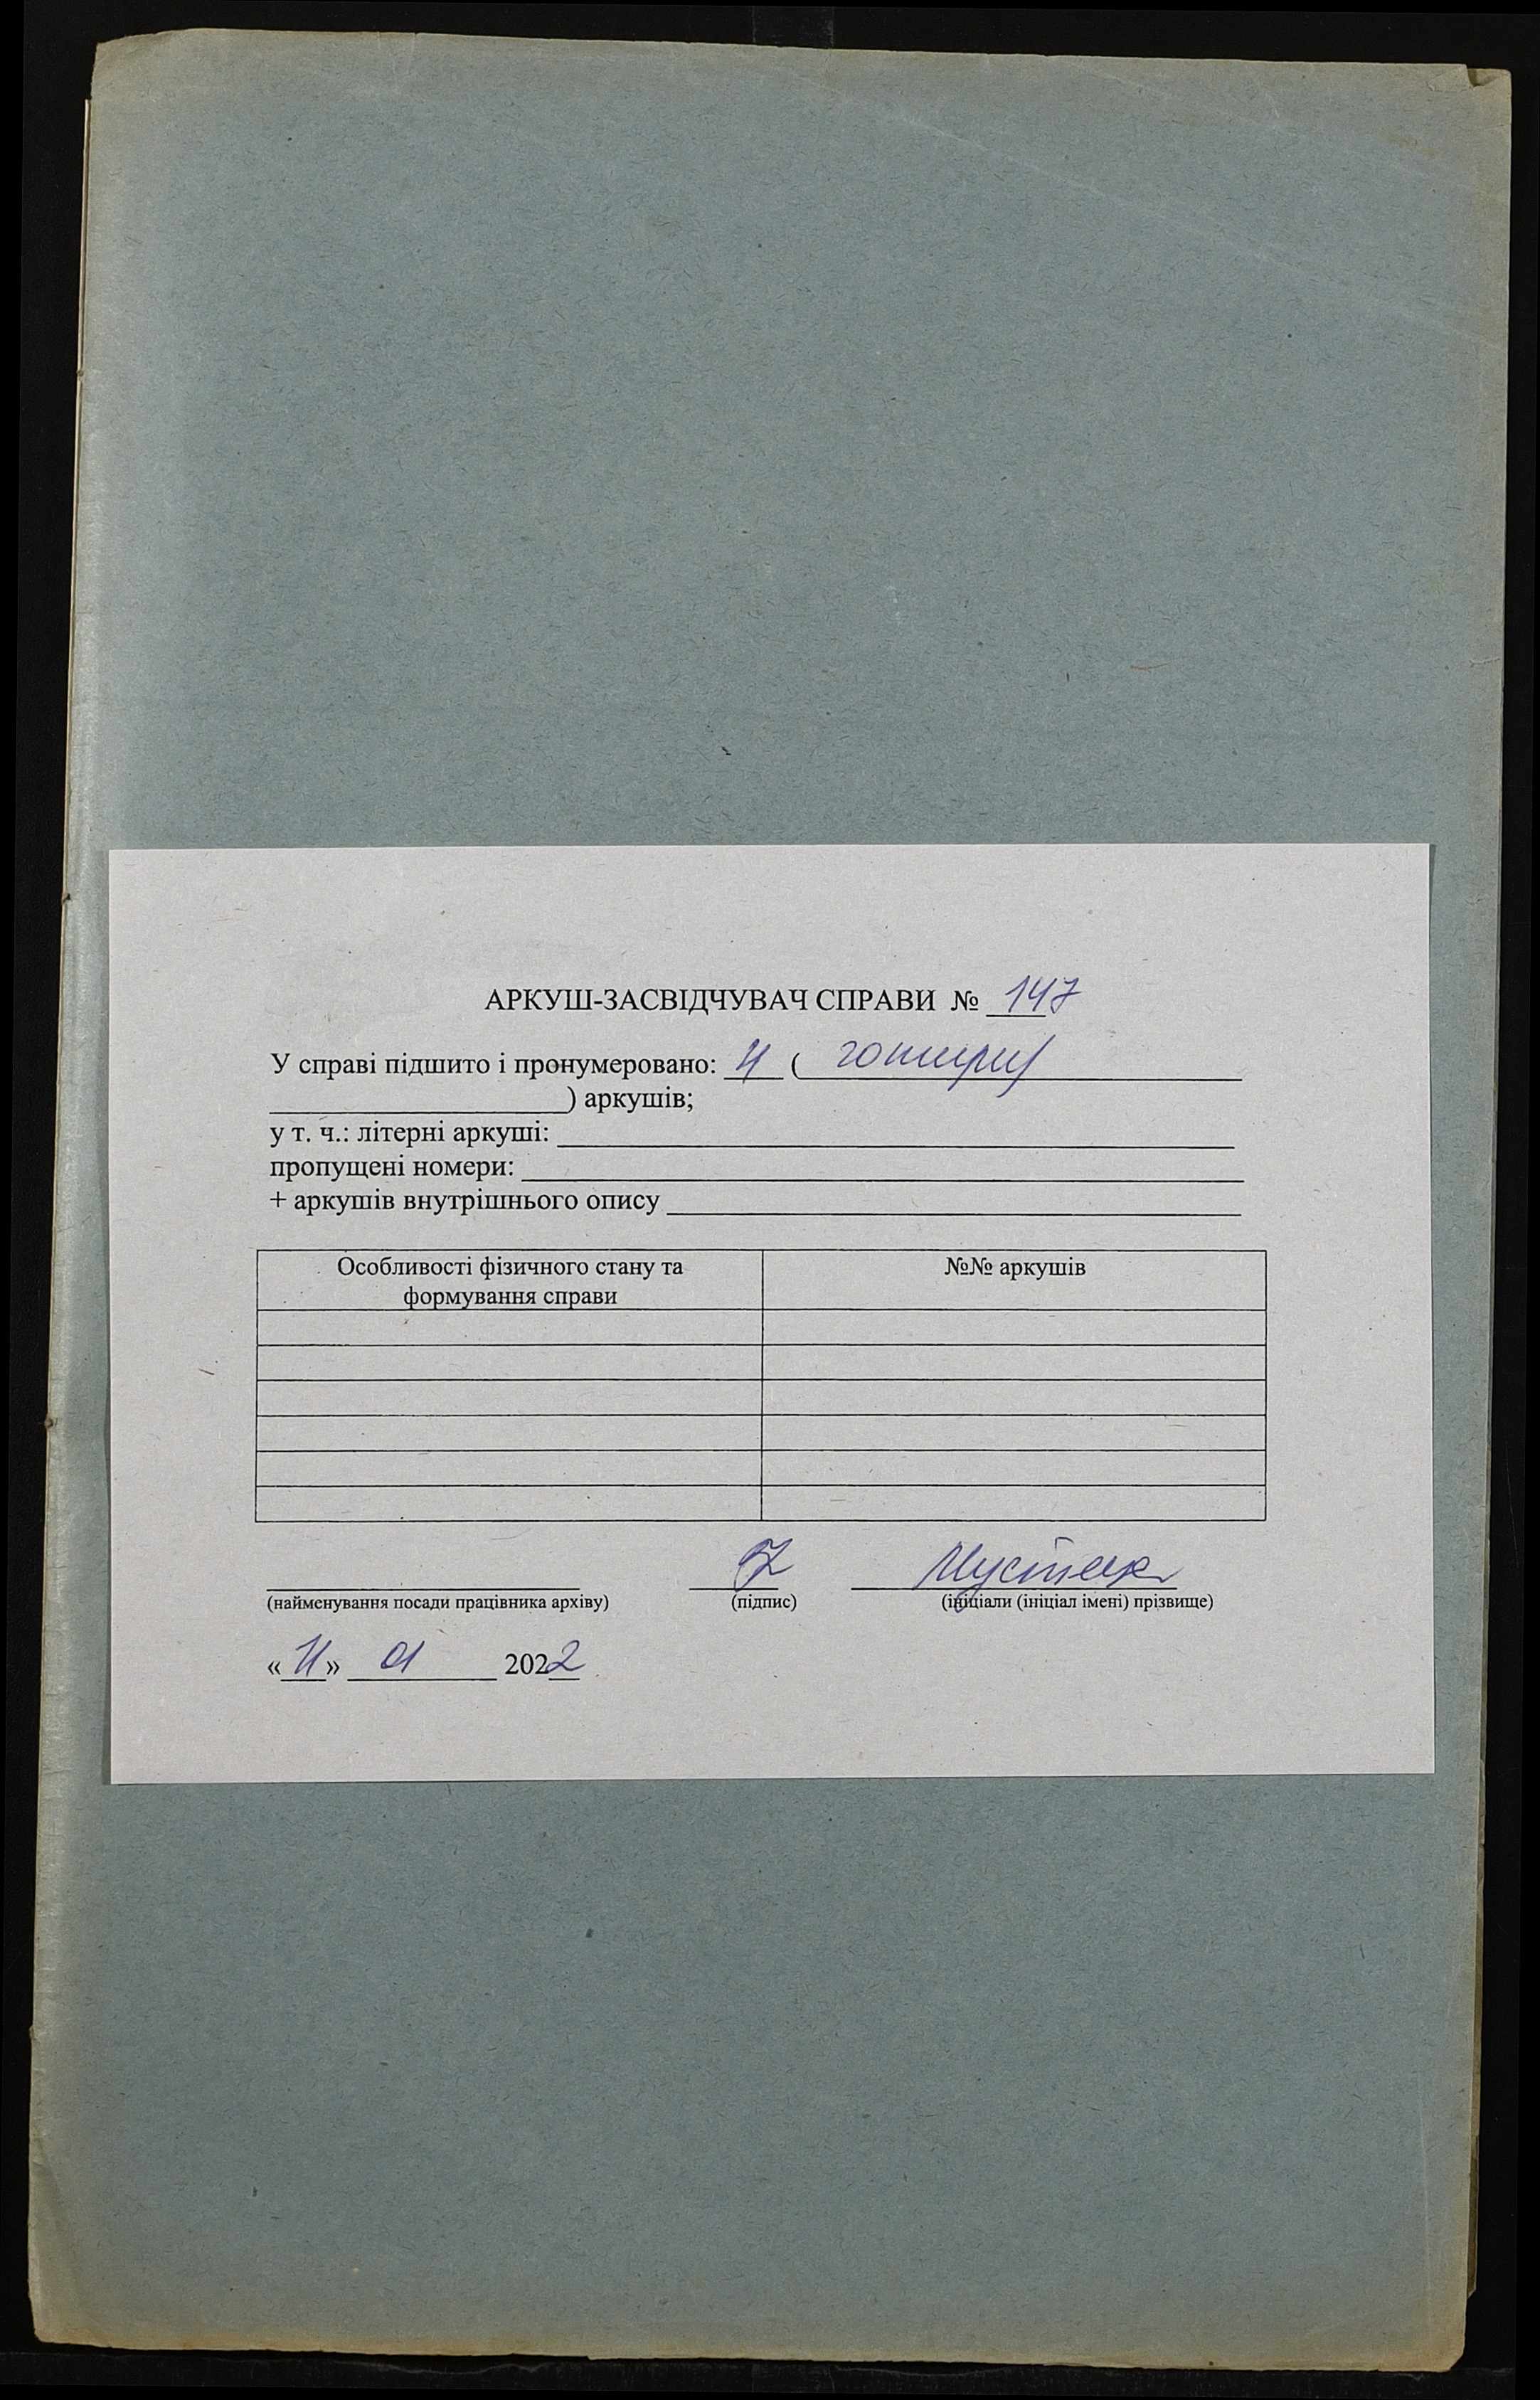 АРКУШ-ЗАСВІДЧУВАЧ СПРАВИ № 147
У справі підшито і пронумеровано: 4 ( чотири
) аркушів;
у т. ч.: літерні аркуші:
пропущені номери:
+ аркушів внутрішнього опису
Особливості фізичного стану та
формування справи
№№ аркушів
(найменування посади працівника архіву)
(підпис)
(ініціали (ініціал імені) прізвище)
« » 01 2022